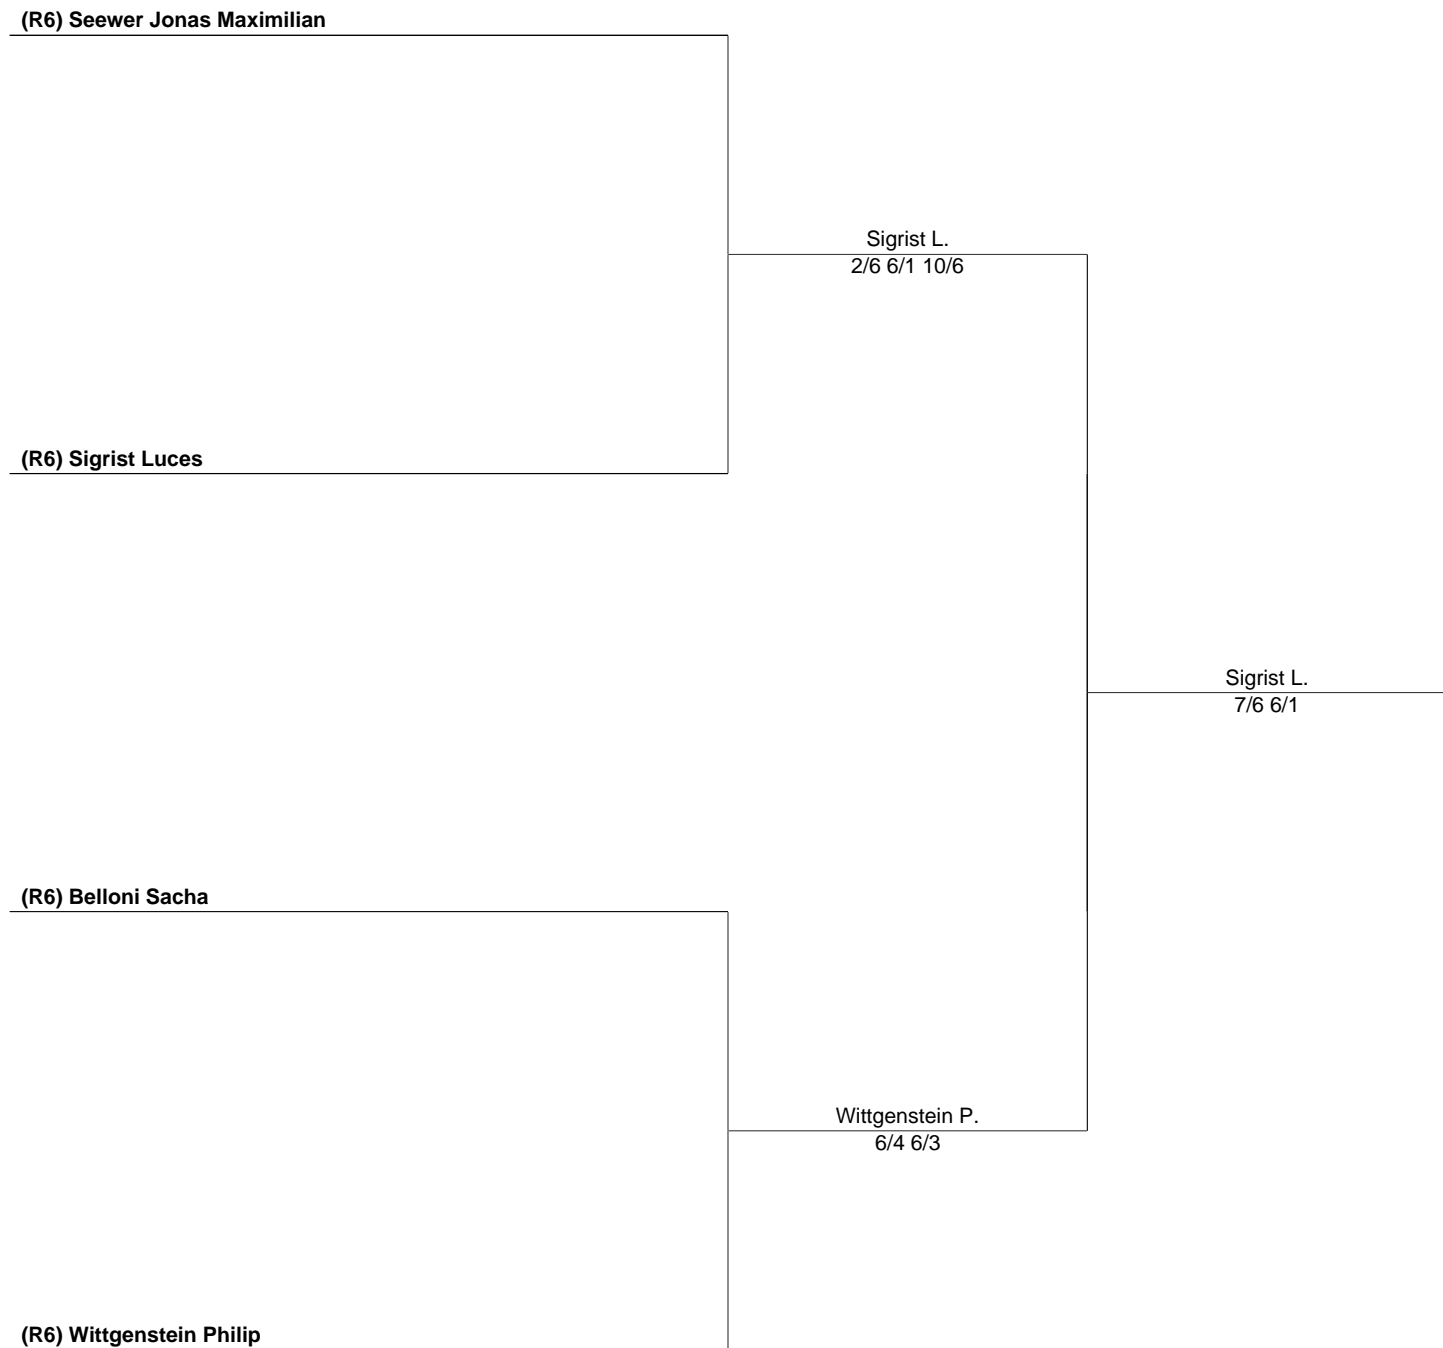 (R6) Seewer Jonas Maximilian
Sigrist L.
2/6 6/1 10/6
(R6) Sigrist Luces
Sigrist L.
7/6 6/1
(R6) Belloni Sacha
Wittgenstein P.
6/4 6/3
(R6) Wittgenstein Philip